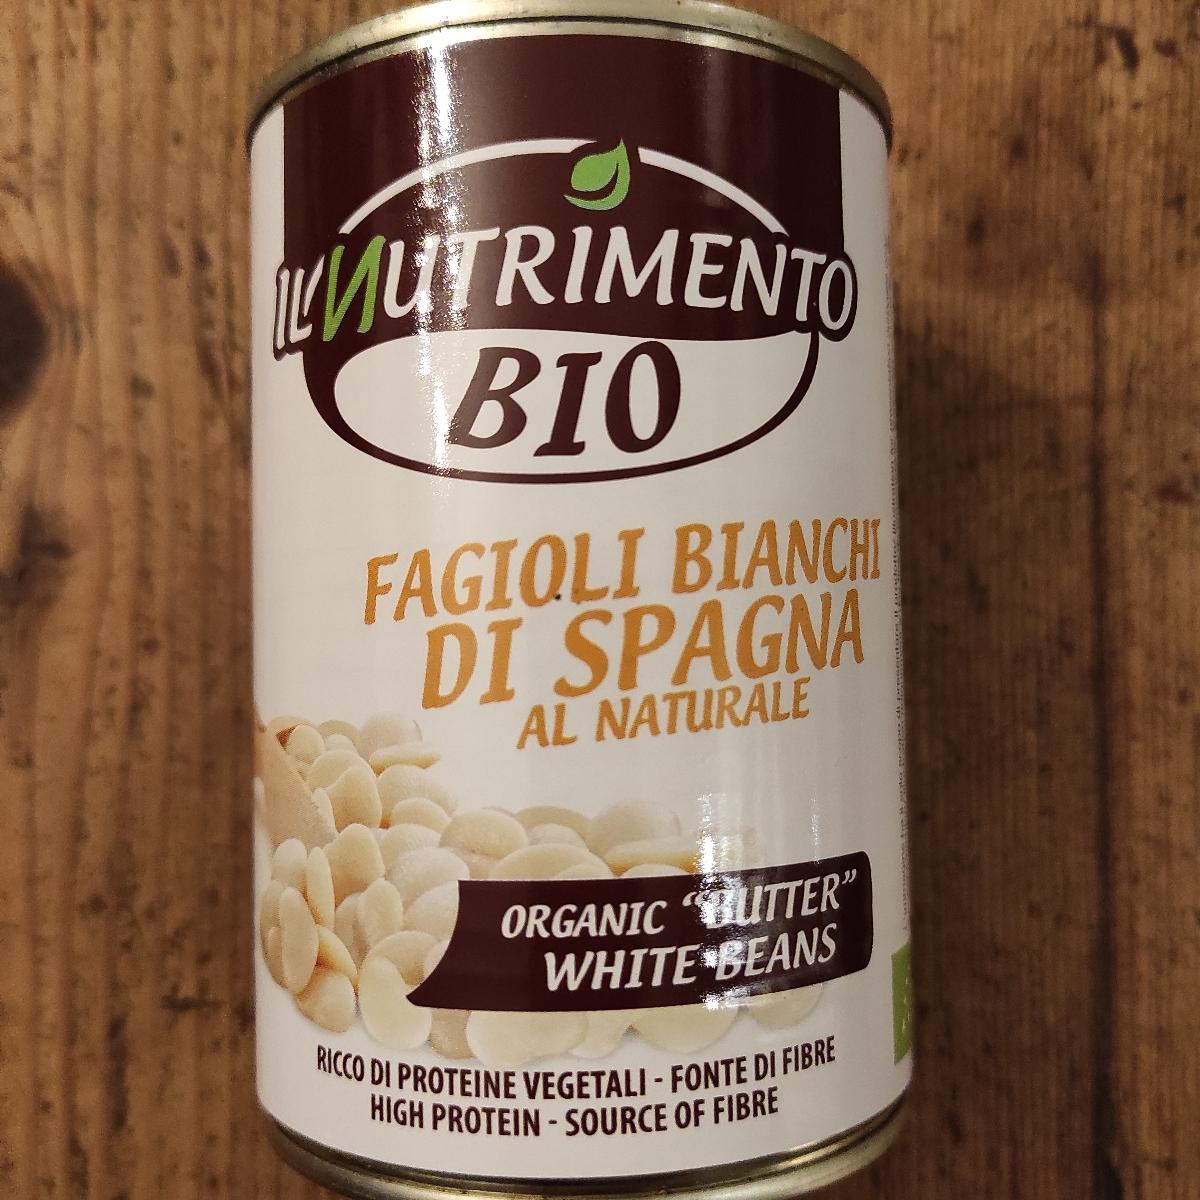 IL NUTRIMENTO
BIO
FAGIOLI BIANCHI
DI SPAGNA
AL NATURALE
ORGANIC "BUTTER"
WHITE BEANS
RICCO DI PROTEINE VEGETALI - FONTE DI FIBRE
HIGH PROTEIN - SOURCE OF FIBRE